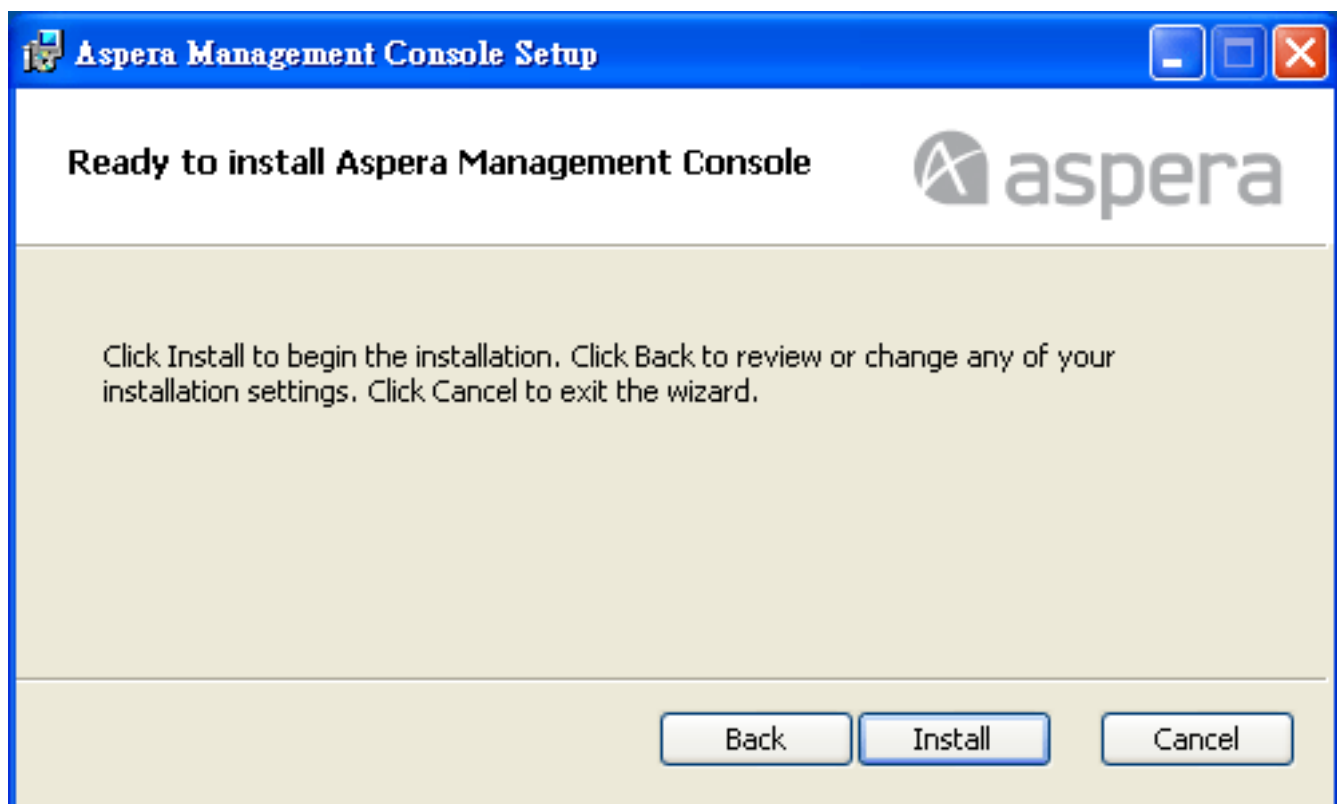 Aspera Management Console Setup
Ready to install Aspera Management Console
aspera
Click Install to begin the installation. Click Back to review or change any of your
installation settings. Click Cancel to exit the wizard.
Back
Install
Cancel